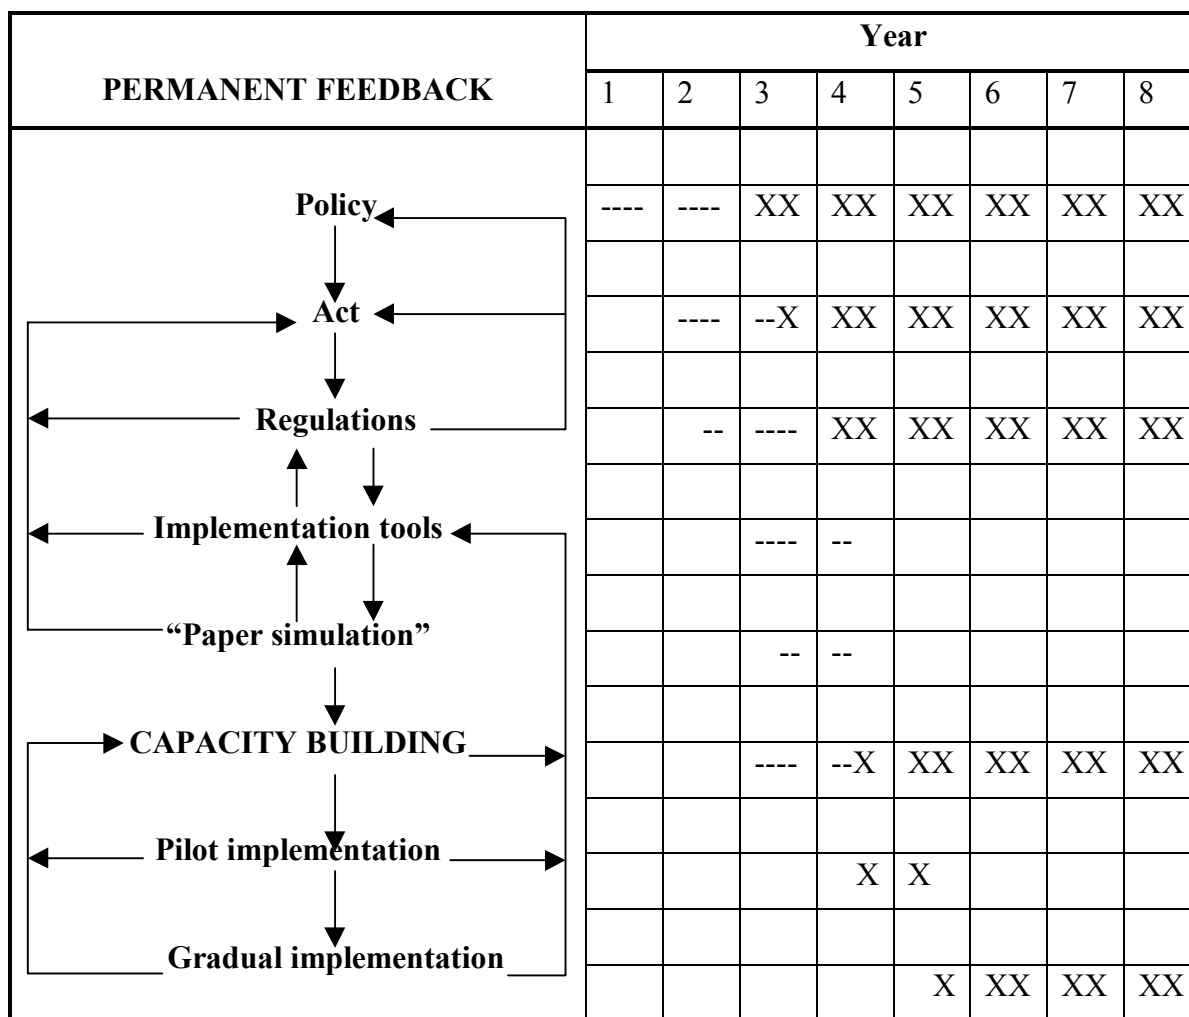 Year
PERMANENT FEEDBACK 1 2 3 4 5 6 7 8
Policy ---- ---- XX XX XX XX XX XX
Act ---- --X XX XX XX XX XX
Regulations -- ---- XX XX XX XX XX
Implementation tools ---- --
“Paper simulation” -- --
CAPACITY BUILDING ---- --X XX XX XX XX
Pilot implementation X X
Gradual implementation X XX XX XX